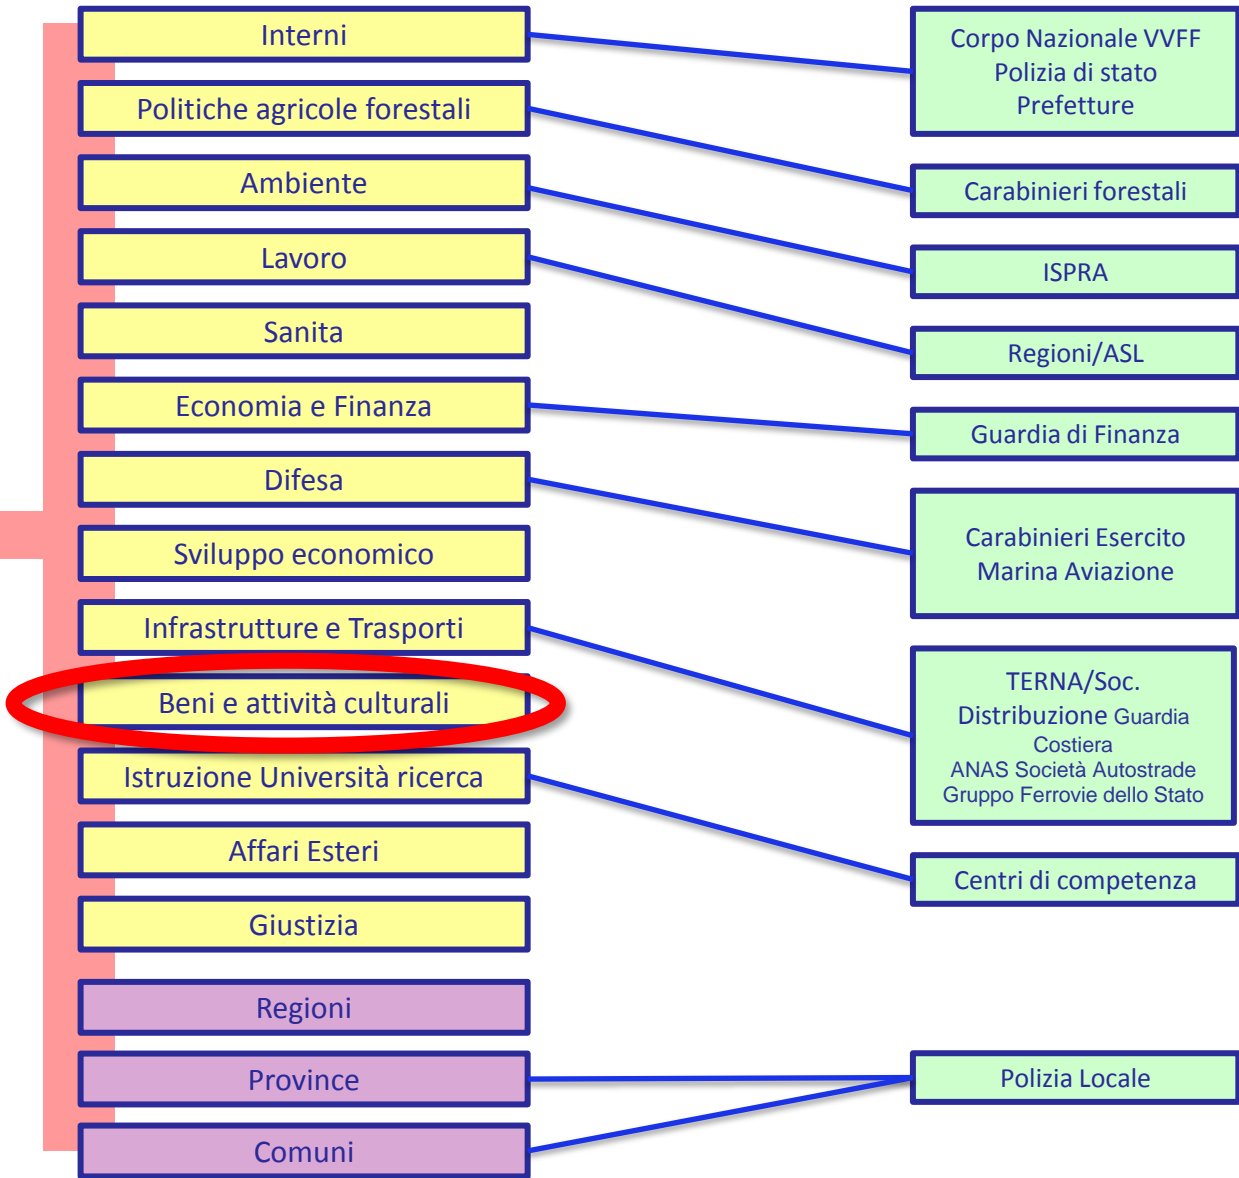 Interni
Politiche agricole forestali
Ambiente
Lavoro
Sanita
Economia e Finanza
Difesa
Sviluppo economico
Infrastrutture e Trasporti
Beni e attività culturali
Istruzione Università ricerca
Affari Esteri
Giustizia
Regioni
Province
Comuni
Corpo Nazionale VVFF
Polizia di stato
Prefetture
Carabinieri forestali
ISPRA
Regioni/ASL
Guardia di Finanza
Carabinieri Esercito
Marina Aviazione
TERNA/Soc.
Distribuzione Guardia
Costiera
ANAS Società Autostrade
Gruppo Ferrovie dello Stato
Centri di competenza
Polizia Locale